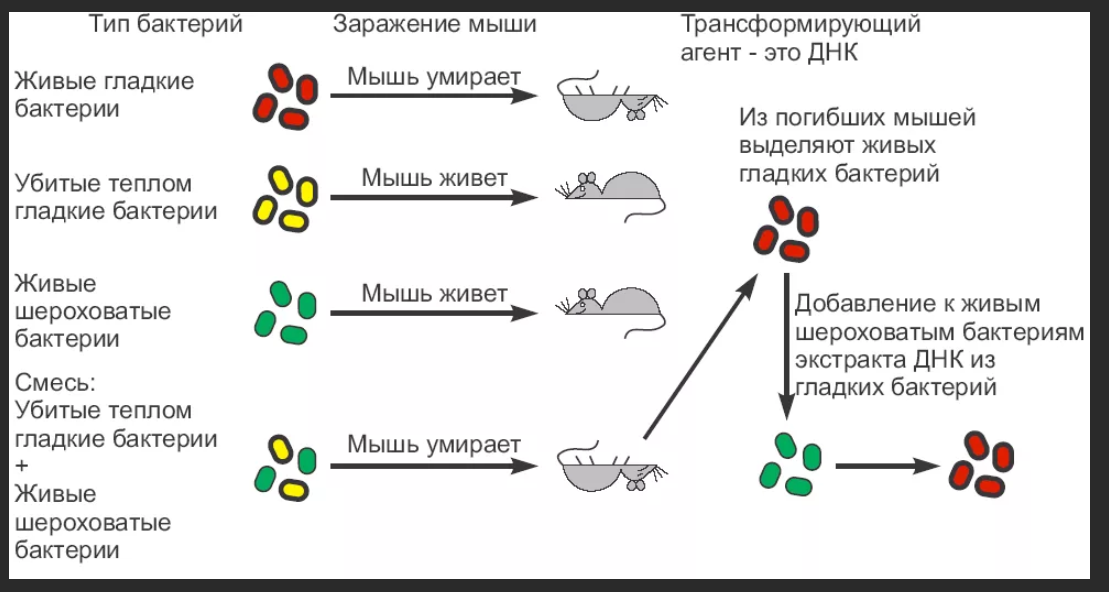 Тип бактерий
Заражение мыши
Трансформирующий
агент - это ДНК
Живые гладкие
бактерии
Мышь умирает
Из погибших мышей
выделяют живых
гладких бактерий
Убитые теплом
гладкие бактерии
Мышь живет
Живые
шероховатые
бактерии
Мышь живет
Добавление к живым
шероховатым бактериям
экстракта ДНК из
гладких бактерий
Смесь:
Убитые теплом
гладкие бактерии
+
Живые
шероховатые
бактерии
Мышь умирает